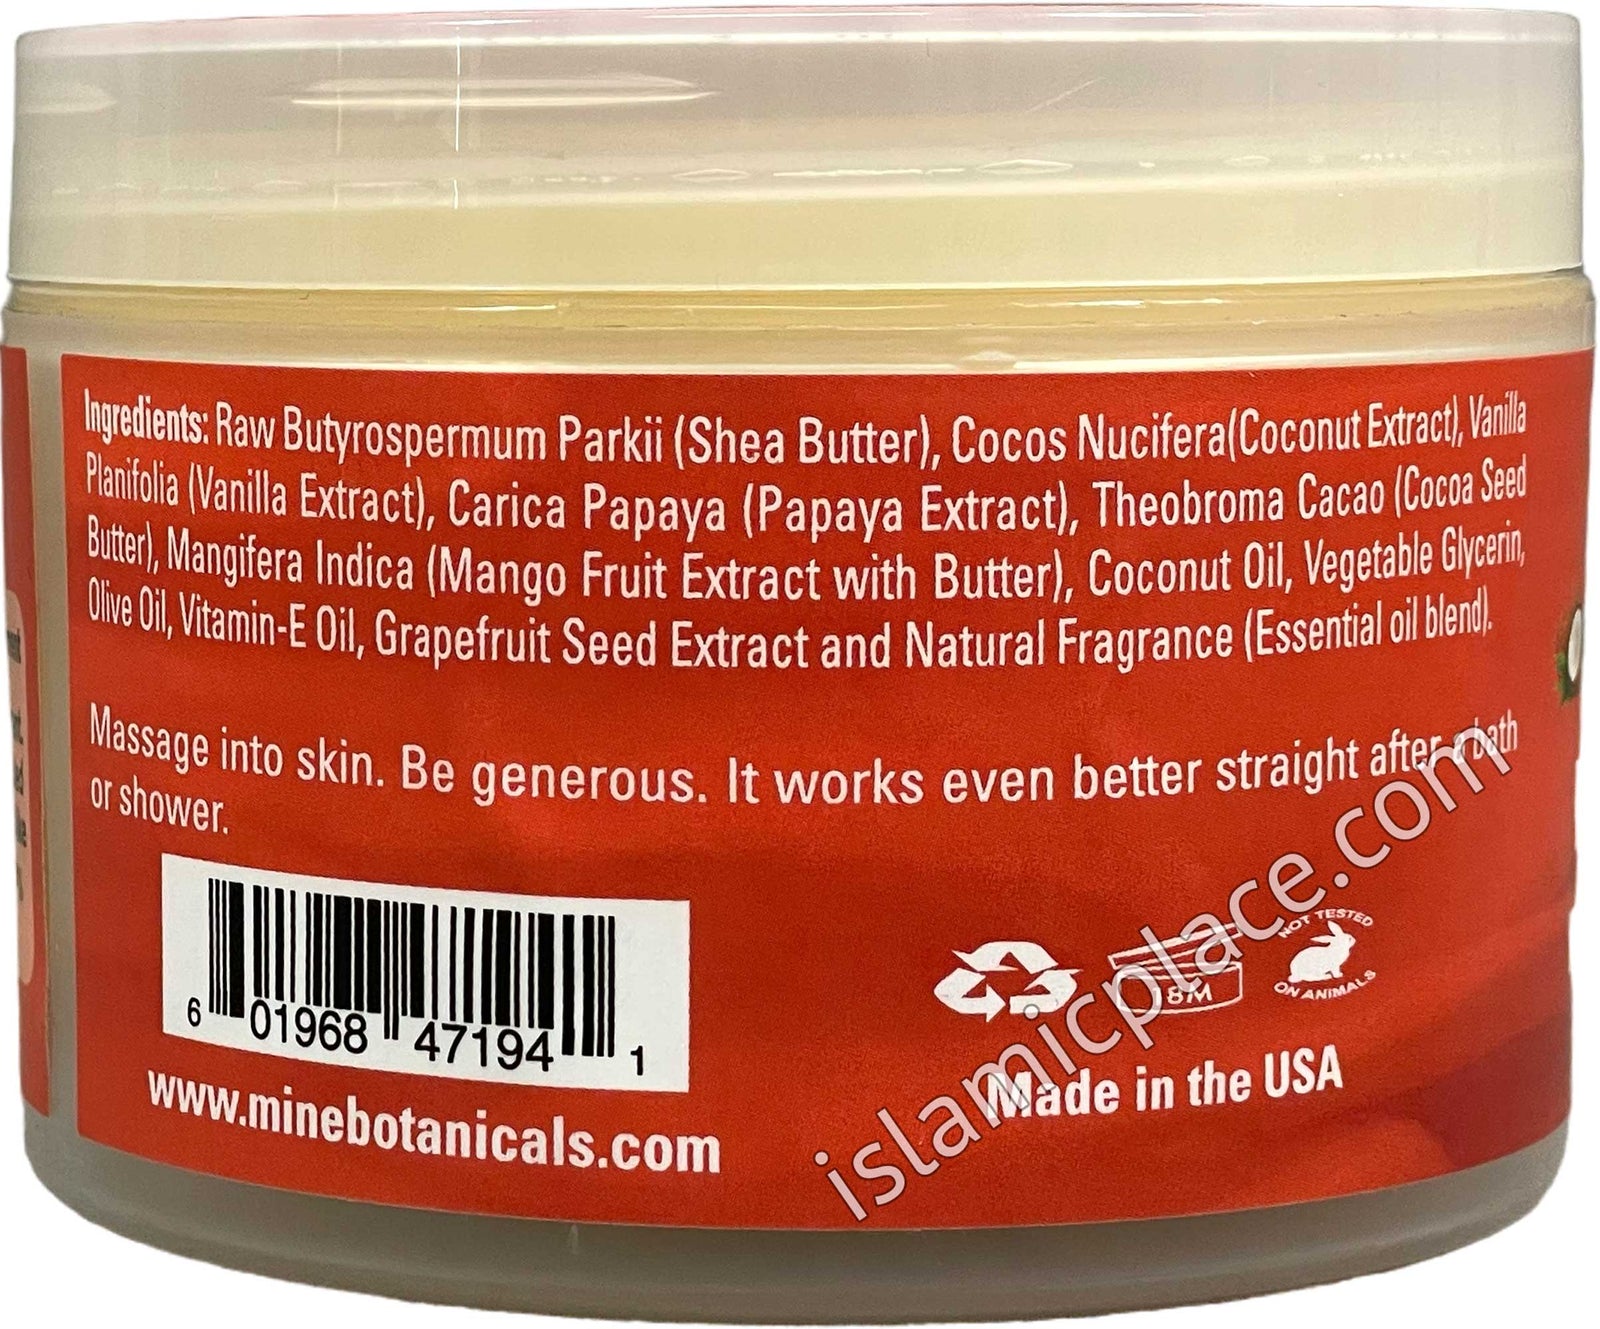 Ingredients: Raw Butyrospermum Parkii (Shea Butter), Cocos Nucifera(Coconut Extract), Vanilla
Planifolia (Vanilla Extract), Carica Papaya (Papaya Extract), Theobroma Cacao (Cocoa Seed
Butter), Mangifera Indica (Mango Fruit Extract with Butter), Coconut Oil, Vegetable Glycerin,
Olive Oil, Vitamin-E Oil, Grapefruit Seed Extract and Natural Fragrance (Essential oil blend).
Massage into skin. Be generous. It works even better straight after a bath
or shower.
6 01968 47194 1
www.minebotanicals.com
18M
NOT TESTED
ON ANIMALS
Made in the USA
islamicplace.com